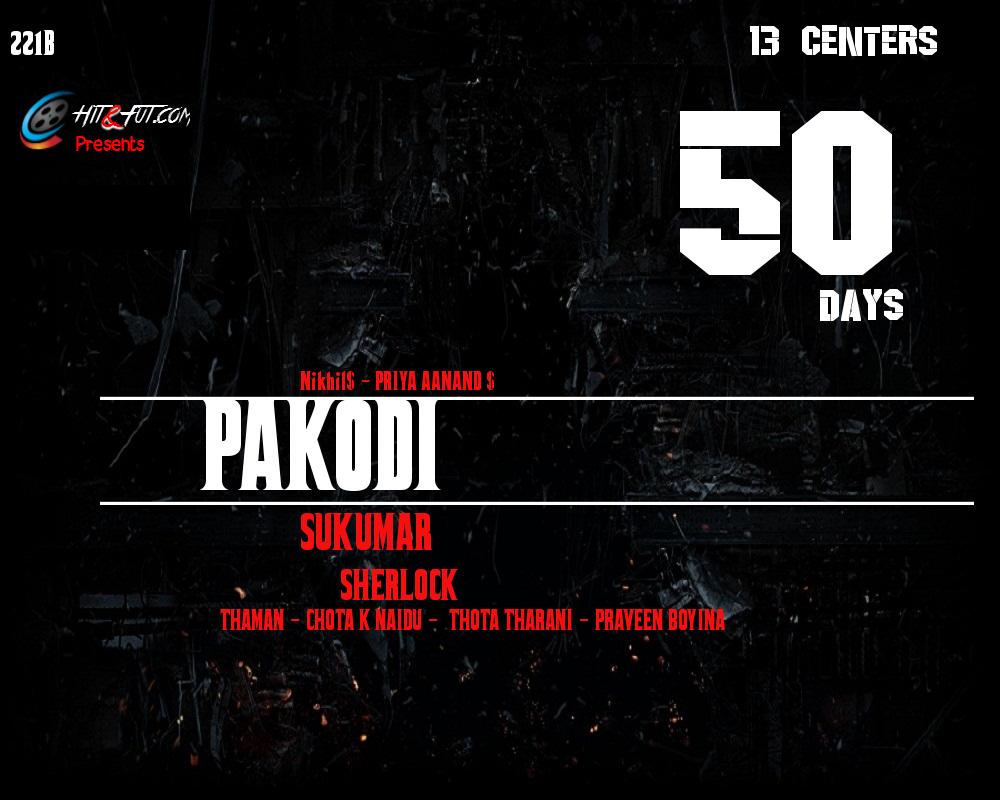 221B
13 CENTERS
HIT&FUT.COM
Presents
50
DAYS
Nikhil$ - PRIYA AANAND $
PAKODI
SUKUMAR
SHERLOCK
THAMAN - CHOTA K NAIDU - THOTA THARANI - PRAVEEN BOYINA